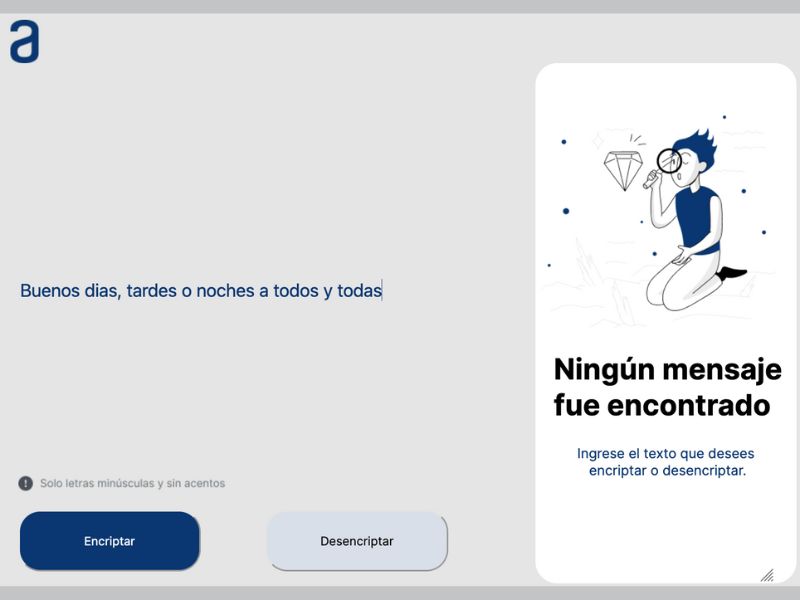 a
Buenos dias, tardes o noches a todos y todas
Solo letras minúsculas y sin acentos
Encriptar
Desencriptar
Ningún mensaje
fue encontrado
Ingrese el texto que desees
encriptar o desencriptar.